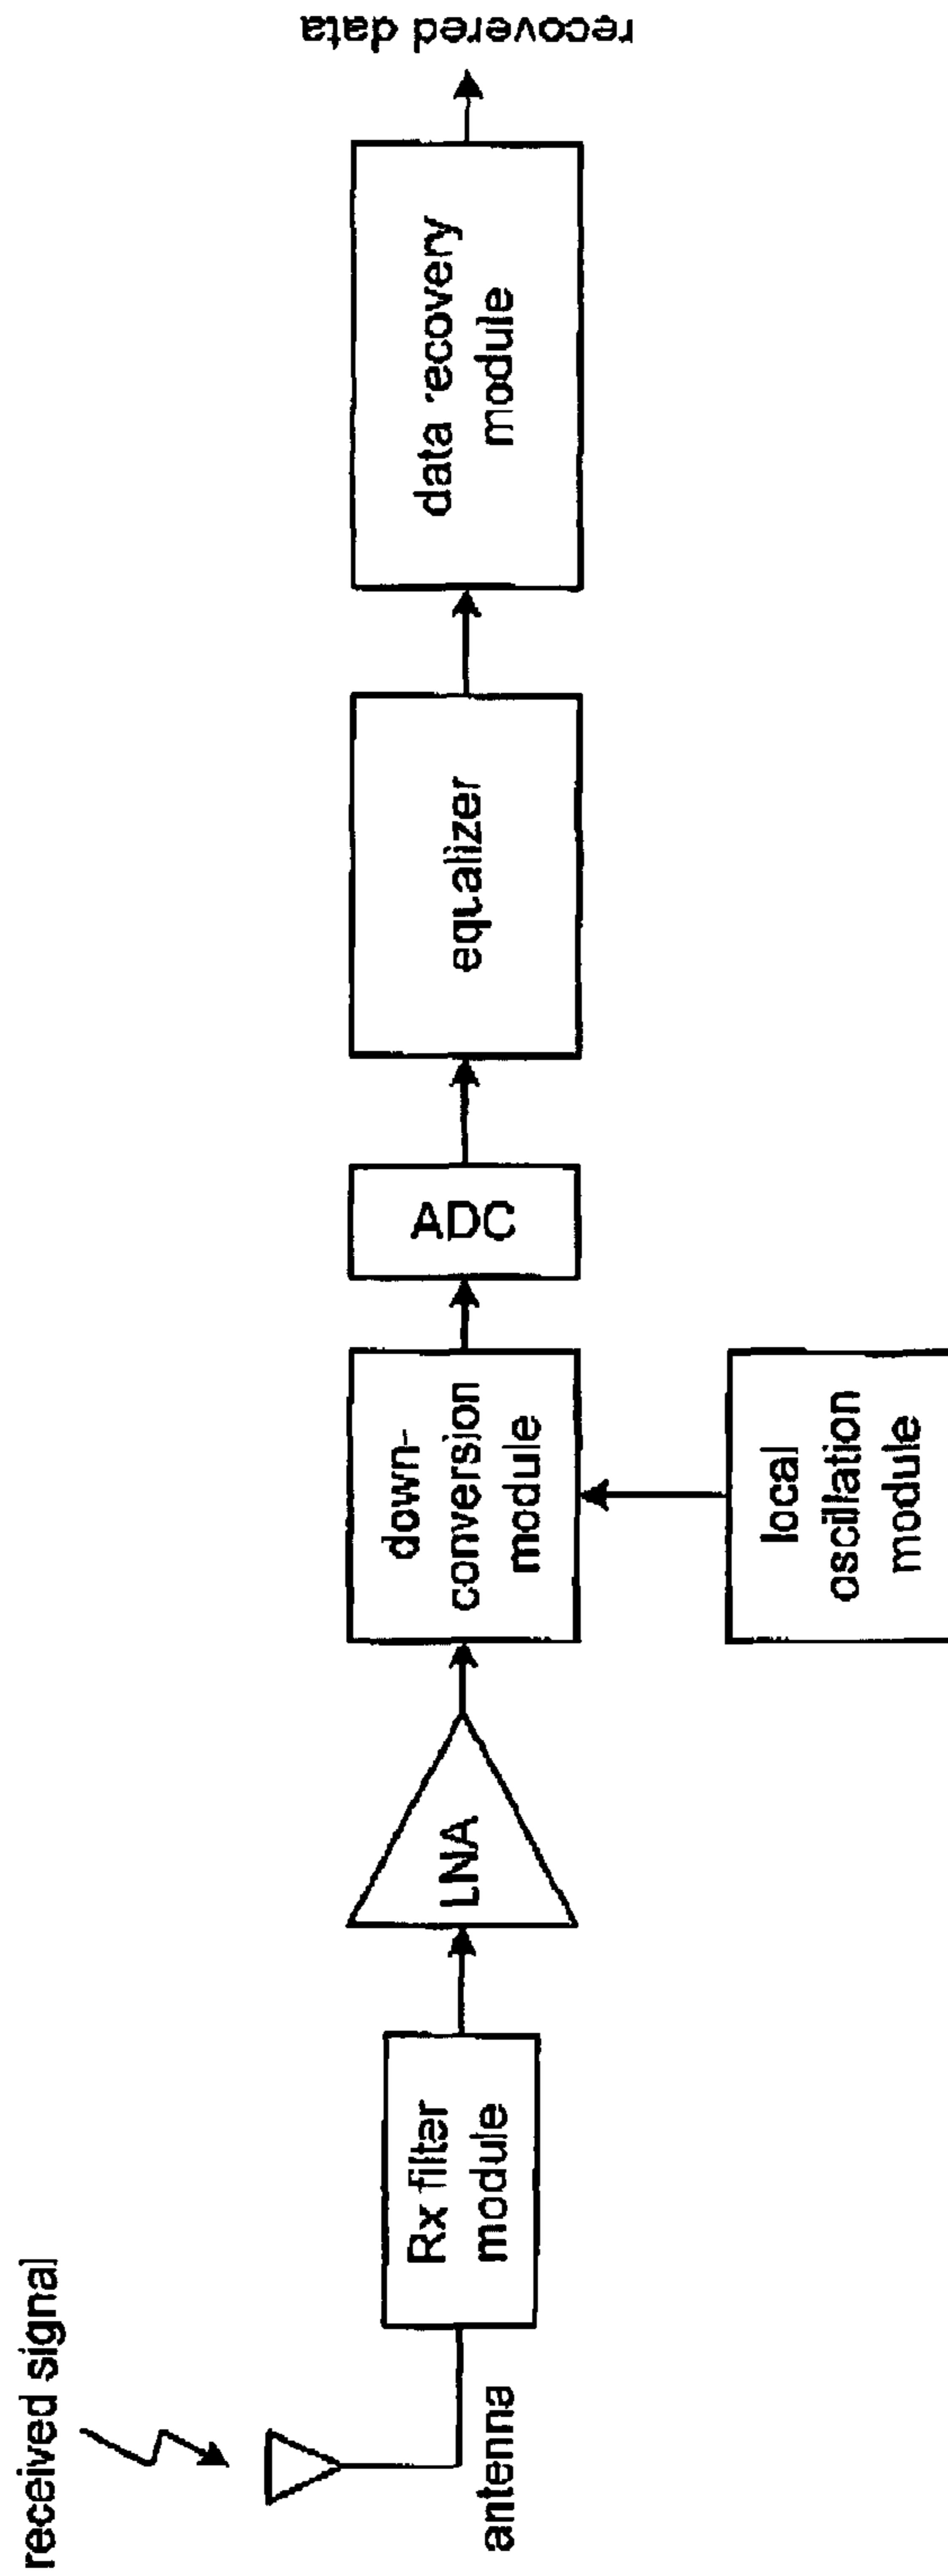 received signal
antenna
Rx filter
module
LNA
down-
conversion
module
local
oscillation
module
ADC
equalizer
data recovery
module
recovered data